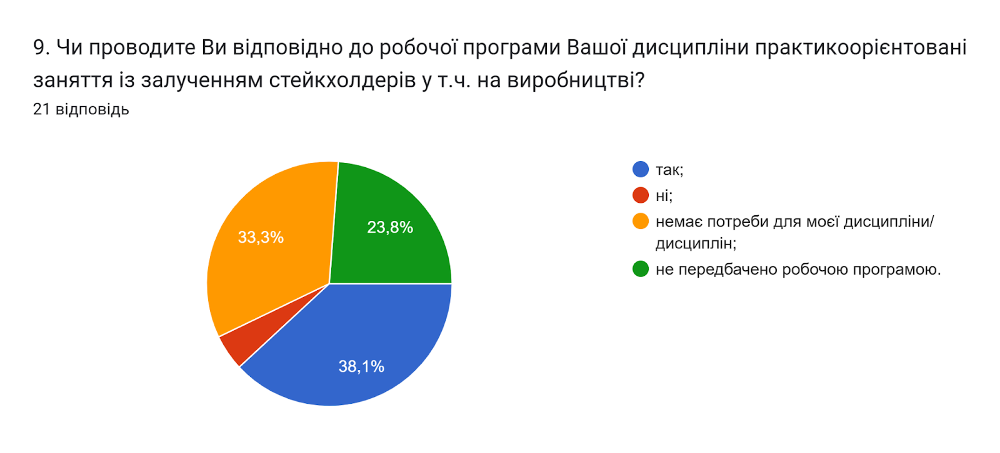 9. Чи проводите Ви відповідно до робочої програми Вашої дисципліни практикоорієнтовані
заняття із залученням стейкхолдерів у т.ч. на виробництві?
21 відповідь
33,3%
23,8%
38,1%
так;
ні;
немає потреби для моєї дисципліни/
дисциплін;
не передбачено робочою програмою.